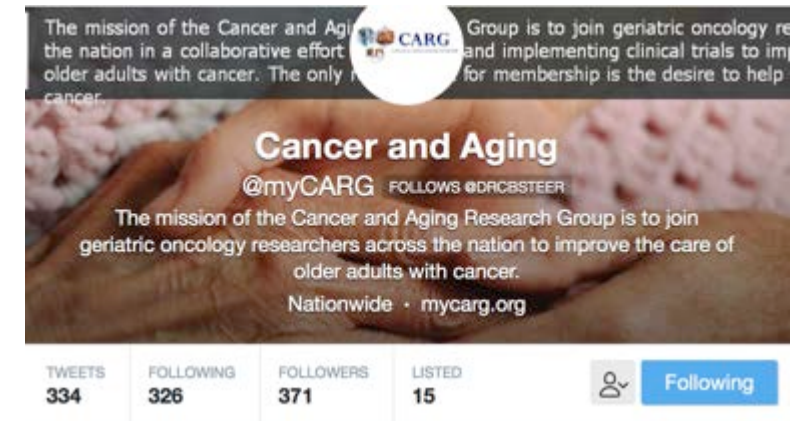 The mission of the Cancer and Agi CARG Group is to join geriatric oncology re
the nation in a collaborative effort and implementing clinical trials to imp
older adults with cancer. The only for membership is the desire to help
cancer.
Cancer and Aging
@myCARG FOLLOWS @DRCBSTEER
The mission of the Cancer and Aging Research Group is to join
geriatric oncology researchers across the nation to improve the care of
older adults with cancer.
Nationwide · mycarg.org
TWEETS FOLLOWING FOLLOWERS LISTED
334 326 371 15
Following